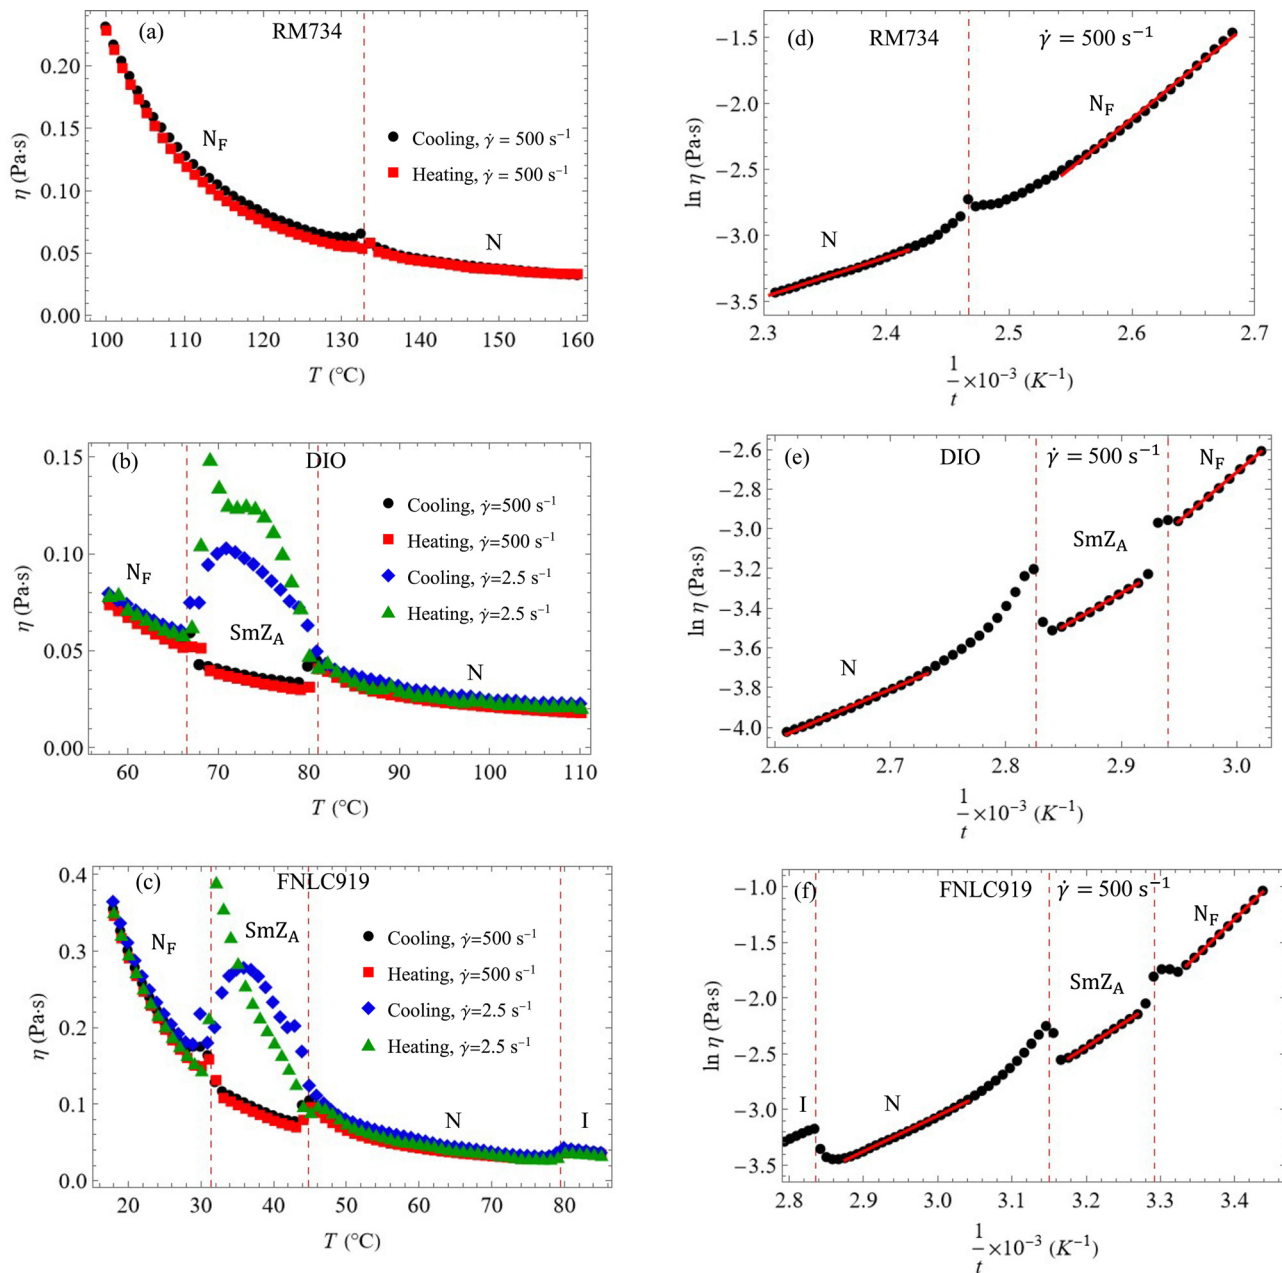 (a)
RM734
0.20
0.15
0.10
0.05
0.00
η (Pa·s)
N_F
Cooling, γ̇ = 500 s⁻¹
Heating, γ̇ = 500 s⁻¹
N
100 110 120 130 140 150 160
T (°C)
(d)
RM734
γ̇ = 500 s⁻¹
−1.5
−2.0
−2.5
−3.0
−3.5
ln η (Pa·s)
N_F
N
2.3 2.4 2.5 2.6 2.7
1/t ×10⁻³ (K⁻¹)
(b)
DIO
0.15
0.10
0.05
0.00
η (Pa·s)
Cooling, γ̇=500 s⁻¹
Heating, γ̇=500 s⁻¹
Cooling, γ̇=2.5 s⁻¹
Heating, γ̇=2.5 s⁻¹
N_F
SmZ_A
N
60 70 80 90 100 110
T (°C)
(e)
DIO
γ̇ = 500 s⁻¹
N_F
−2.6
−2.8
−3.0
−3.2
−3.4
−3.6
−3.8
−4.0
ln η (Pa·s)
SmZ_A
N
2.6 2.7 2.8 2.9 3.0
1/t ×10⁻³ (K⁻¹)
(c)
FNLC919
0.4
0.3
0.2
0.1
0.0
η (Pa·s)
N_F
SmZ_A
Cooling, γ̇=500 s⁻¹
Heating, γ̇=500 s⁻¹
Cooling, γ̇=2.5 s⁻¹
Heating, γ̇=2.5 s⁻¹
N
I
20 30 40 50 60 70 80
T (°C)
(f)
FNLC919
γ̇ = 500 s⁻¹
N_F
−1.0
−1.5
−2.0
−2.5
−3.0
−3.5
ln η (Pa·s)
SmZ_A
I
N
2.8 2.9 3.0 3.1 3.2 3.3 3.4
1/t ×10⁻³ (K⁻¹)